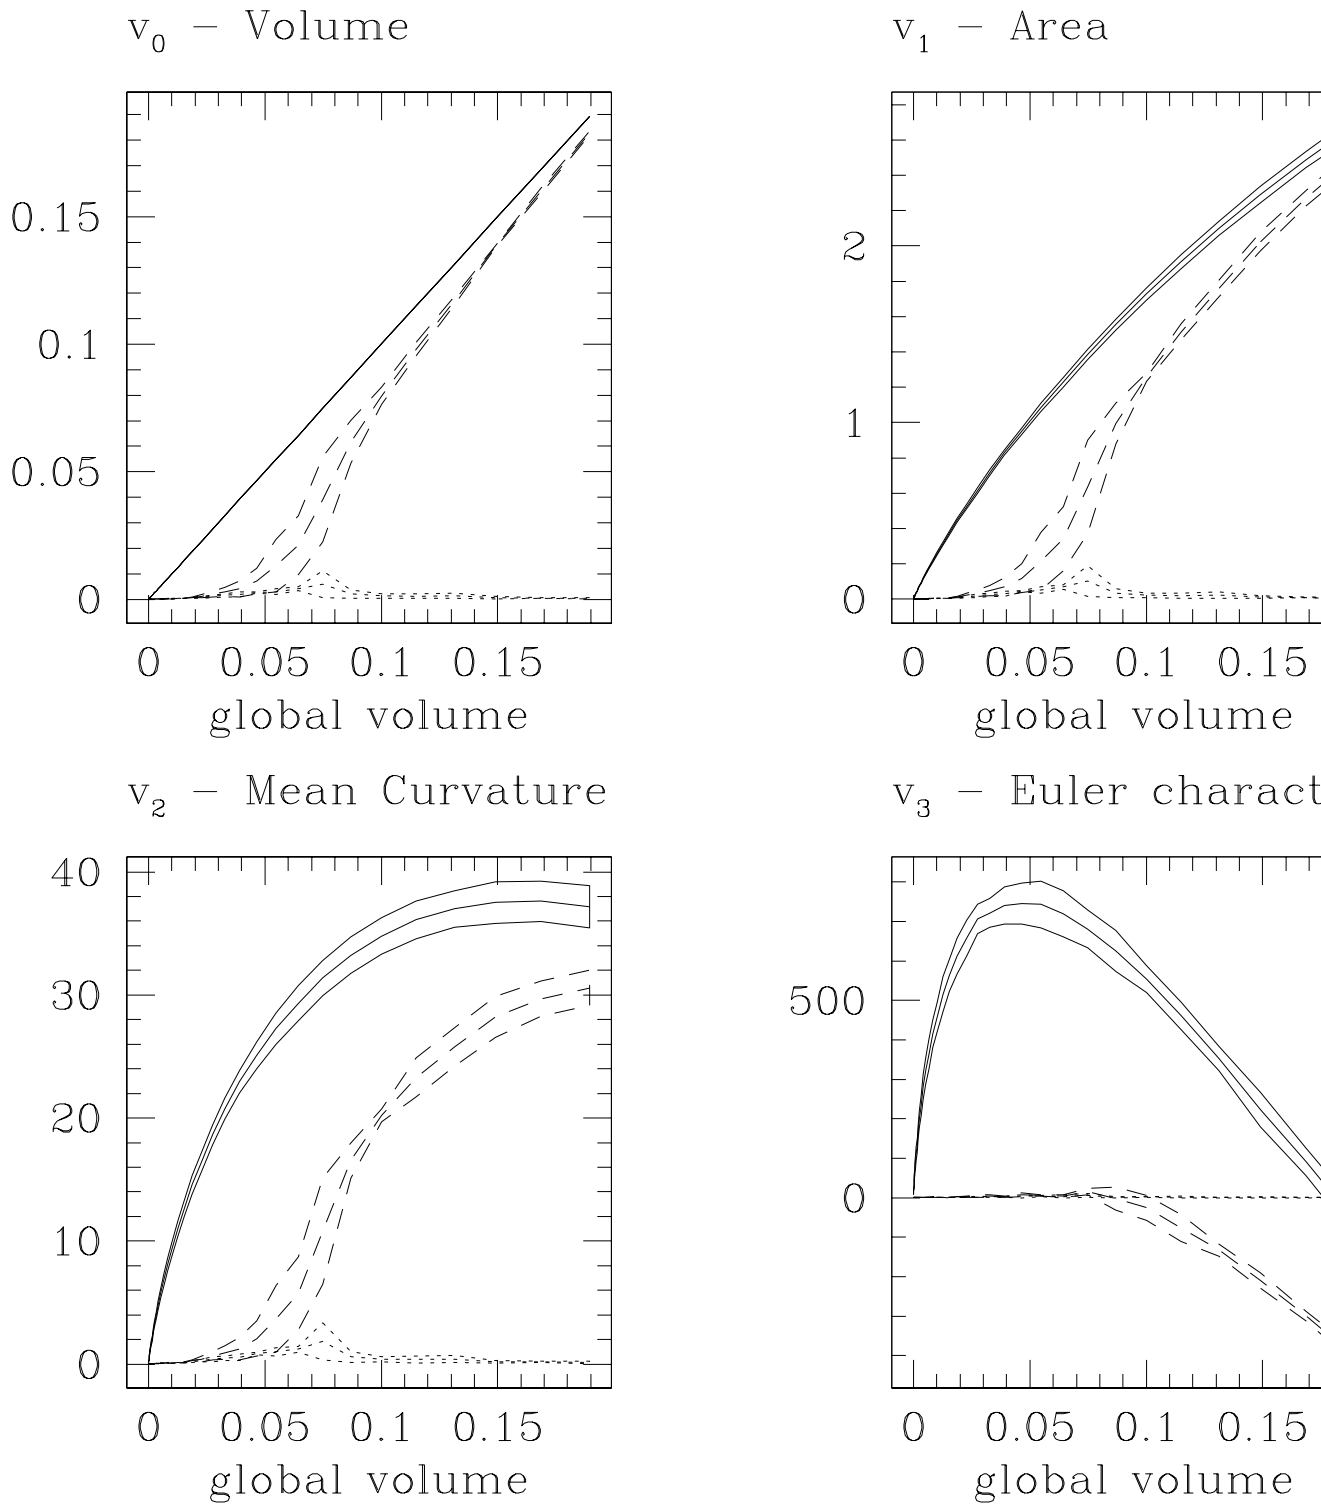 v₀ − Volume
0.15
0.1
0.05
0
0 0.05 0.1 0.15
global volume
v₁ − Area
2
1
0
0 0.05 0.1 0.15
global volume
v₂ − Mean Curvature
40
30
20
10
0
0 0.05 0.1 0.15
global volume
v₃ − Euler charact
500
0
0 0.05 0.1 0.15
global volume